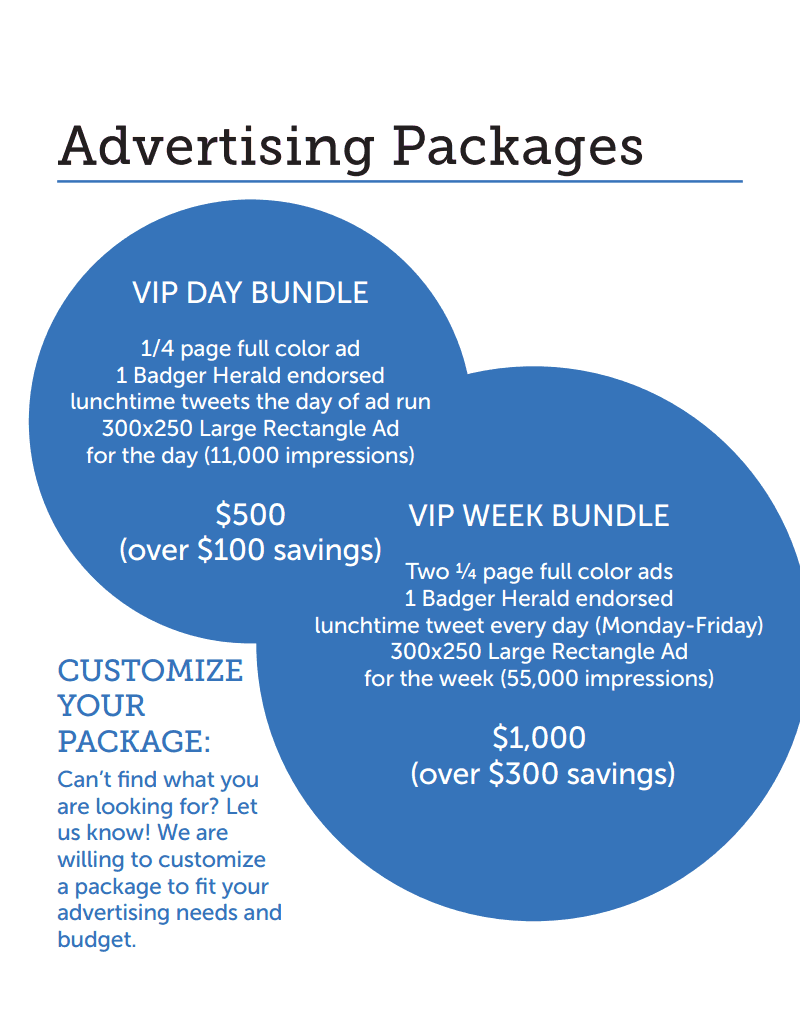 Advertising Packages
VIP DAY BUNDLE
1/4 page full color ad
1 Badger Herald endorsed
lunchtime tweets the day of ad run
300x250 Large Rectangle Ad
for the day (11,000 impressions)
$500
(over $100 savings)
VIP WEEK BUNDLE
Two ¼ page full color ads
1 Badger Herald endorsed
lunchtime tweet every day (Monday-Friday)
300x250 Large Rectangle Ad
for the week (55,000 impressions)
$1,000
(over $300 savings)
CUSTOMIZE
YOUR
PACKAGE:
Can’t find what you
are looking for? Let
us know! We are
willing to customize
a package to fit your
advertising needs and
budget.